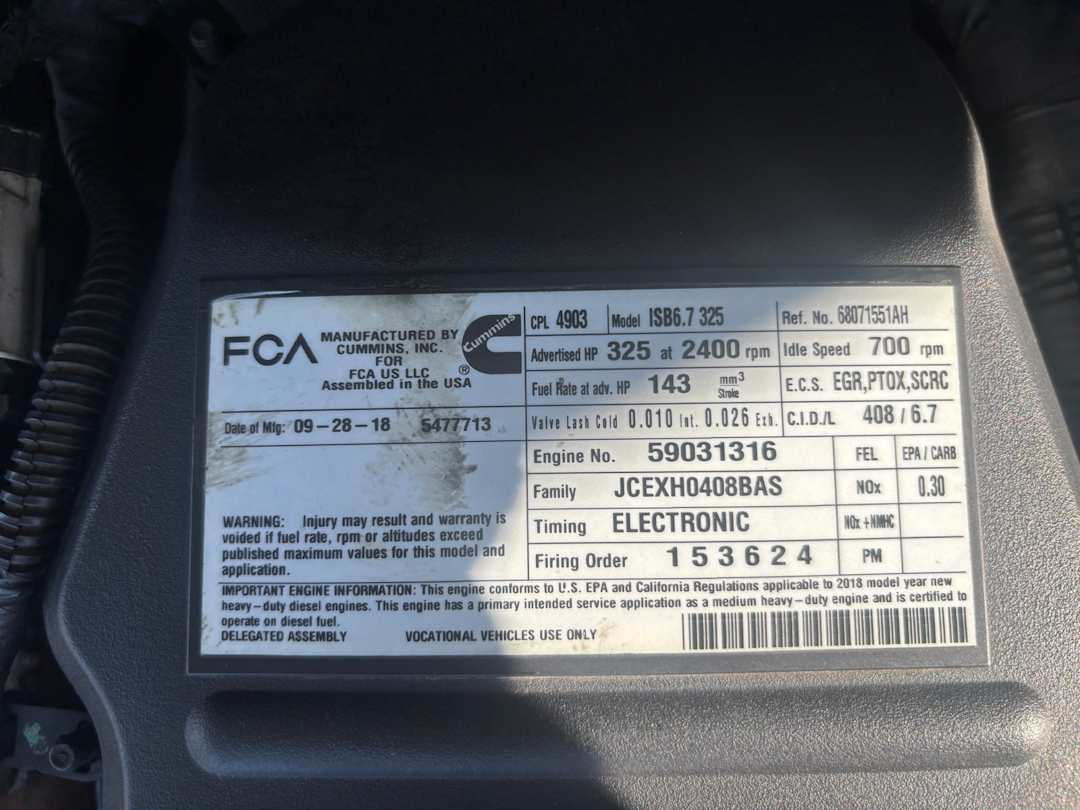 FCA
MANUFACTURED BY
CUMMINS, INC.
FOR
FCA US LLC
Assembled in the USA
®
Cummins
CPL 4903 Model ISB6.7 325 Ref. No. 68071551AH
Advertised HP 325 at 2400 rpm Idle Speed 700 rpm
Fuel Rate at adv. HP 143 mm3 Stroke E.C.S. EGR,PTOX,SCRC
Date of Mfg: 09-28-18 5477713
Valve Lash Cold 0.010 Int. 0.026 Exh. C.I.D./L 408 / 6.7
Engine No. 59031316 FEL EPA / CARB
Family JCEXH0408BAS NOx 0.30
Timing ELECTRONIC NOx +NMHC
Firing Order 1 5 3 6 2 4 PM
WARNING: Injury may result and warranty is
voided if fuel rate, rpm or altitudes exceed
published maximum values for this model and
application.
IMPORTANT ENGINE INFORMATION: This engine conforms to U.S. EPA and California Regulations applicable to 2018 model year new
heavy-duty diesel engines. This engine has a primary intended service application as a medium heavy-duty engine and is certified to
operate on diesel fuel.
DELEGATED ASSEMBLY VOCATIONAL VEHICLES USE ONLY